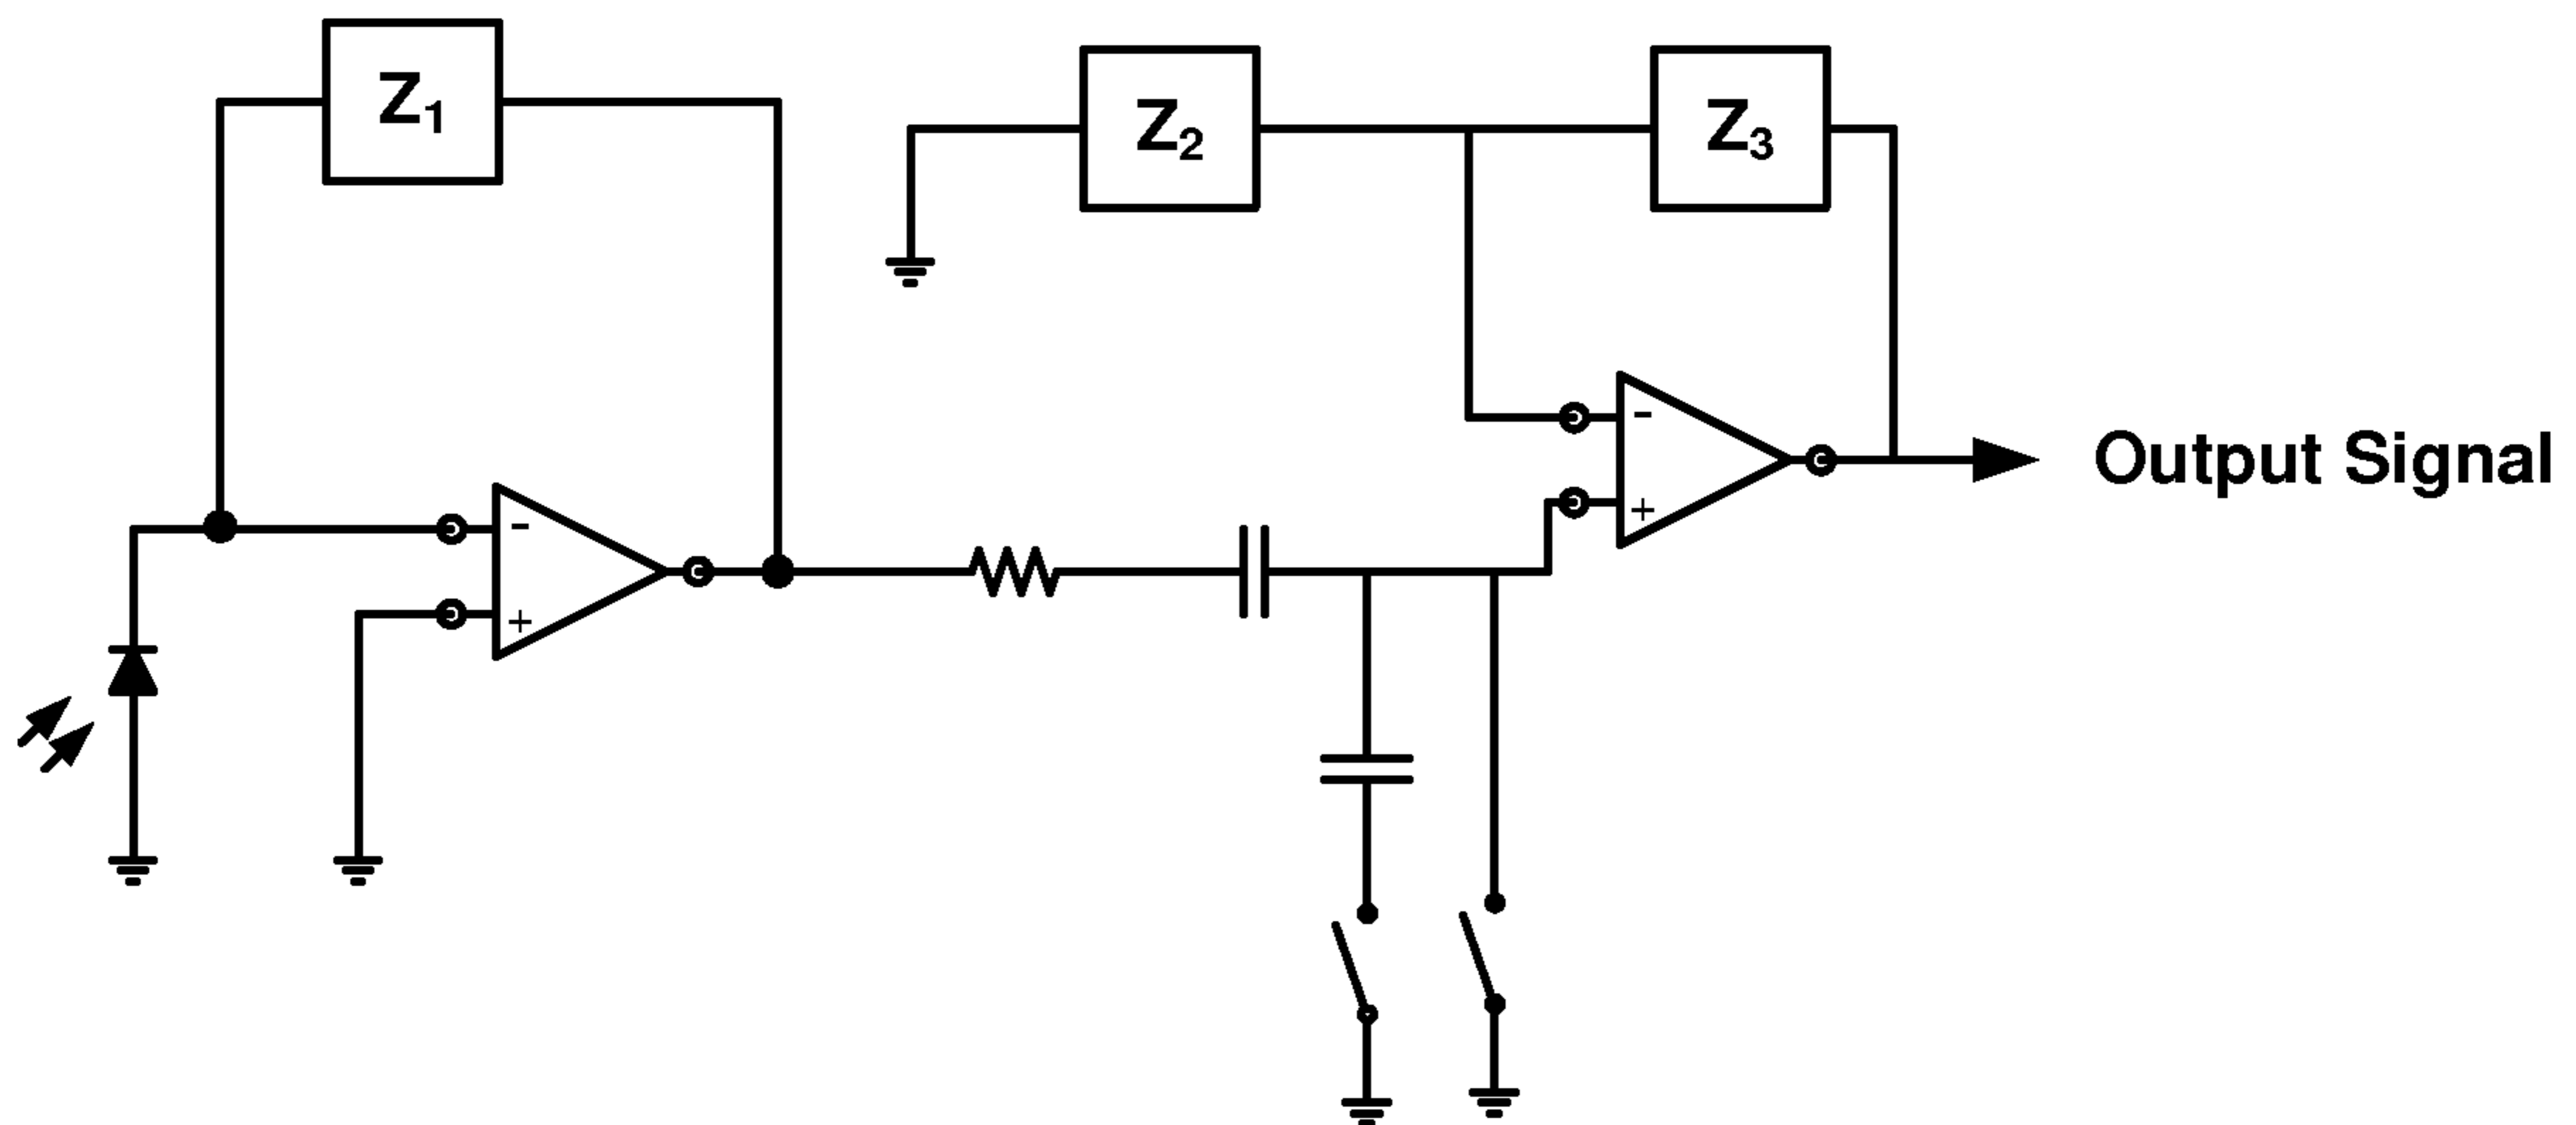 Z1
Z2
Z3
-
+
-
+
Output Signal